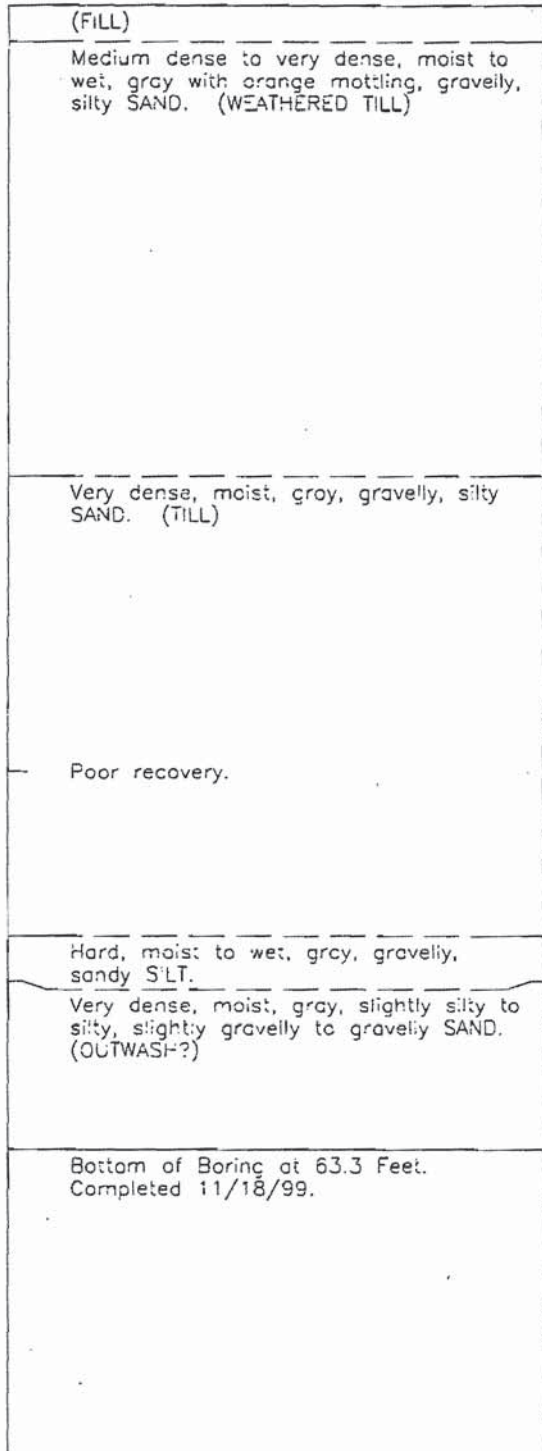 (FILL)
Medium dense to very dense, moist to
wet, gray with orange mottling, gravelly,
silty SAND. (WEATHERED TILL)
Very dense, moist, gray, gravelly, silty
SAND. (TILL)
Poor recovery.
Hard, moist to wet, gray, gravelly,
sandy SILT.
Very dense, moist, gray, slightly silty to
silty, slightly gravelly to gravelly SAND.
(OUTWASH?)
Bottom of Boring at 63.3 Feet.
Completed 11/18/99.